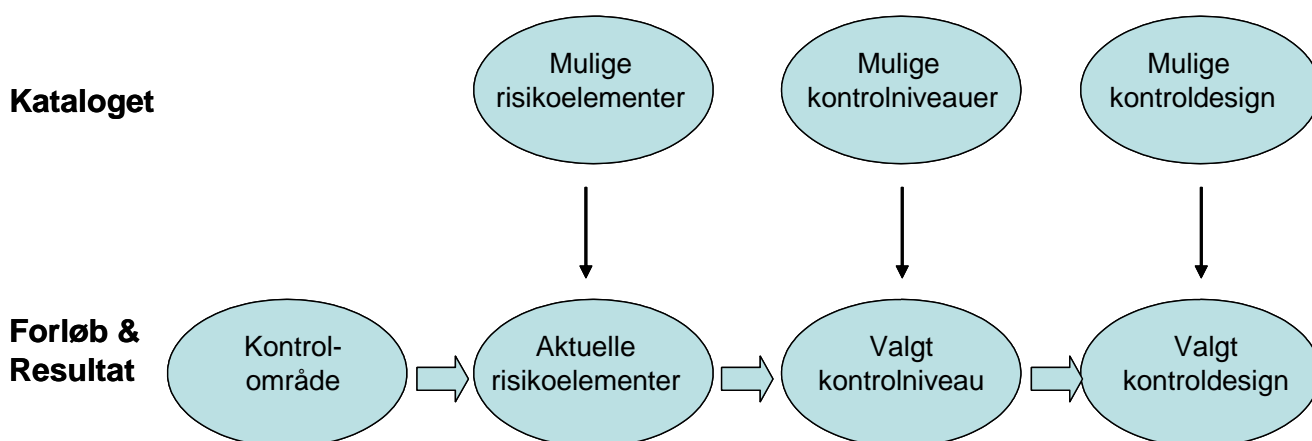 Kataloget
Mulige
risikoelementer
Mulige
kontrolniveauer
Mulige
kontroldesign
Forløb &
Resultat
Kontrol-
område
Aktuelle
risikoelementer
Valgt
kontrolniveau
Valgt
kontroldesign